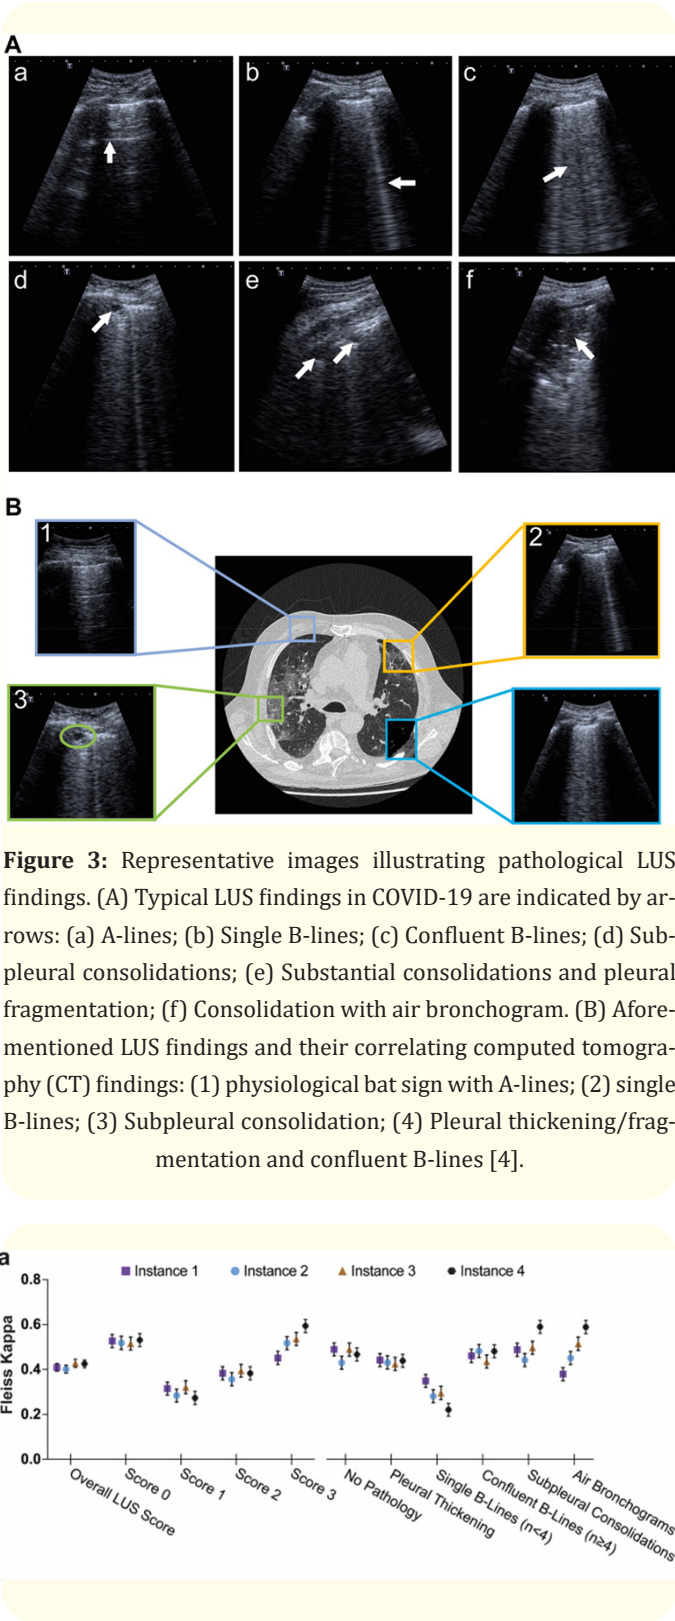 A
a
b
c
d
e
f
B
1
2
3
Figure 3: Representative images illustrating pathological LUS
findings. (A) Typical LUS findings in COVID-19 are indicated by ar-
rows: (a) A-lines; (b) Single B-lines; (c) Confluent B-lines; (d) Sub-
pleural consolidations; (e) Substantial consolidations and pleural
fragmentation; (f) Consolidation with air bronchogram. (B) Afore-
mentioned LUS findings and their correlating computed tomogra-
phy (CT) findings: (1) physiological bat sign with A-lines; (2) single
B-lines; (3) Subpleural consolidation; (4) Pleural thickening/frag-
mentation and confluent B-lines [4].
a
Instance 1
Instance 2
Instance 3
Instance 4
Fleiss Kappa
0.8
0.6
0.4
0.2
0.0
Overall LUS Score
Score 0
Score 1
Score 2
Score 3
No Pathology
Pleural Thickening
Single B-Lines (n<4)
Confluent B-Lines (n≥4)
Subpleural Consolidations
Air Bronchograms